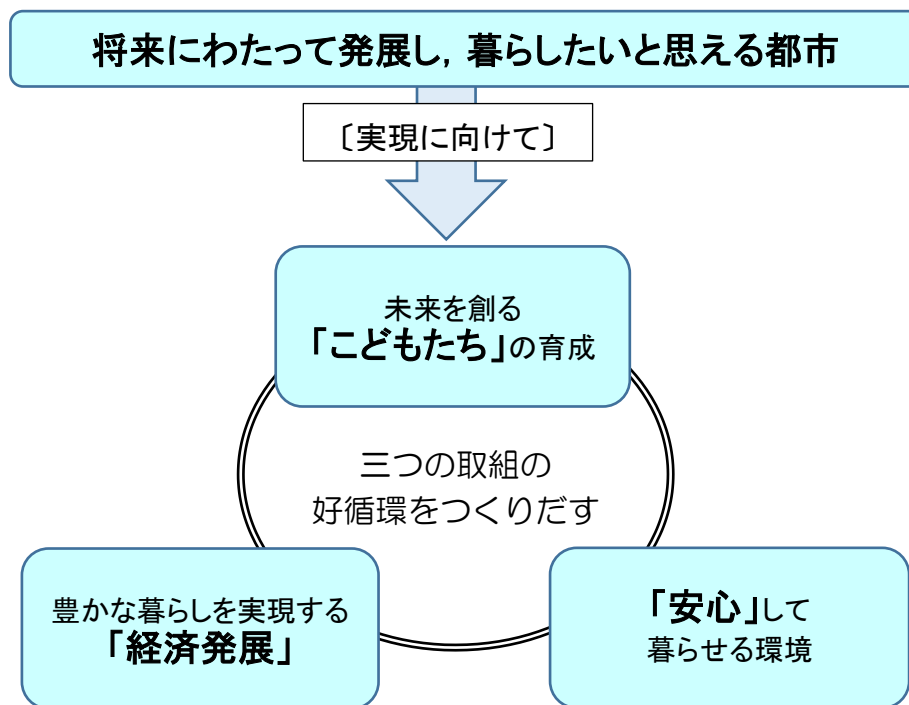 将来にわたって発展し，暮らしたいと思える都市
〔実現に向けて〕
未来を創る
「こどもたち」の育成
三つの取組の
好循環をつくりだす
豊かな暮らしを実現する
「経済発展」
「安心」して
暮らせる環境